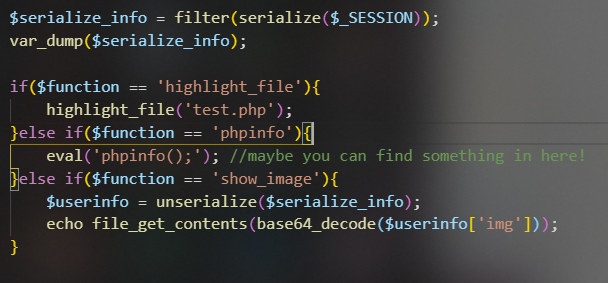 $serialize_info = filter(serialize($_SESSION));
var_dump($serialize_info);
if($function == 'highlight_file'){
highlight_file('test.php');
}else if($function == 'phpinfo'){
eval('phpinfo();'); //maybe you can find something in here!
}else if($function == 'show_image'){
$userinfo = unserialize($serialize_info);
echo file_get_contents(base64_decode($userinfo['img']));
}